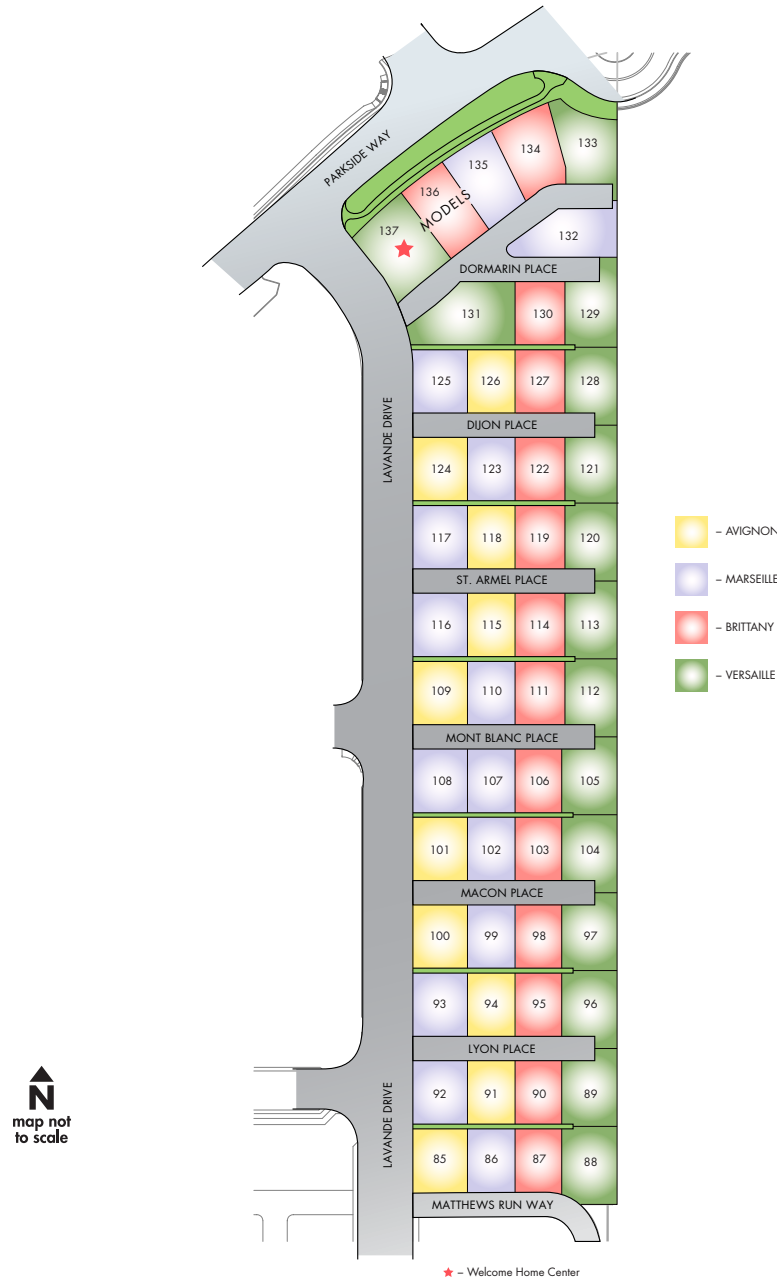 PARKSIDE WAY
133
134
135
136
MODELS
137
132
DORMARIN PLACE
131
130
129
125
126
127
128
DIJON PLACE
LAVANDE DRIVE
124
123
122
121
117
118
119
120
ST. ARMEL PLACE
116
115
114
113
109
110
111
112
MONT BLANC PLACE
108
107
106
105
101
102
103
104
MACON PLACE
100
99
98
97
93
94
95
96
LYON PLACE
92
91
90
89
LAVANDE DRIVE
85
86
87
88
MATTHEWS RUN WAY
– AVIGNON
– MARSEILLE
– BRITTANY
– VERSAILLE
N
map not
to scale
– Welcome Home Center